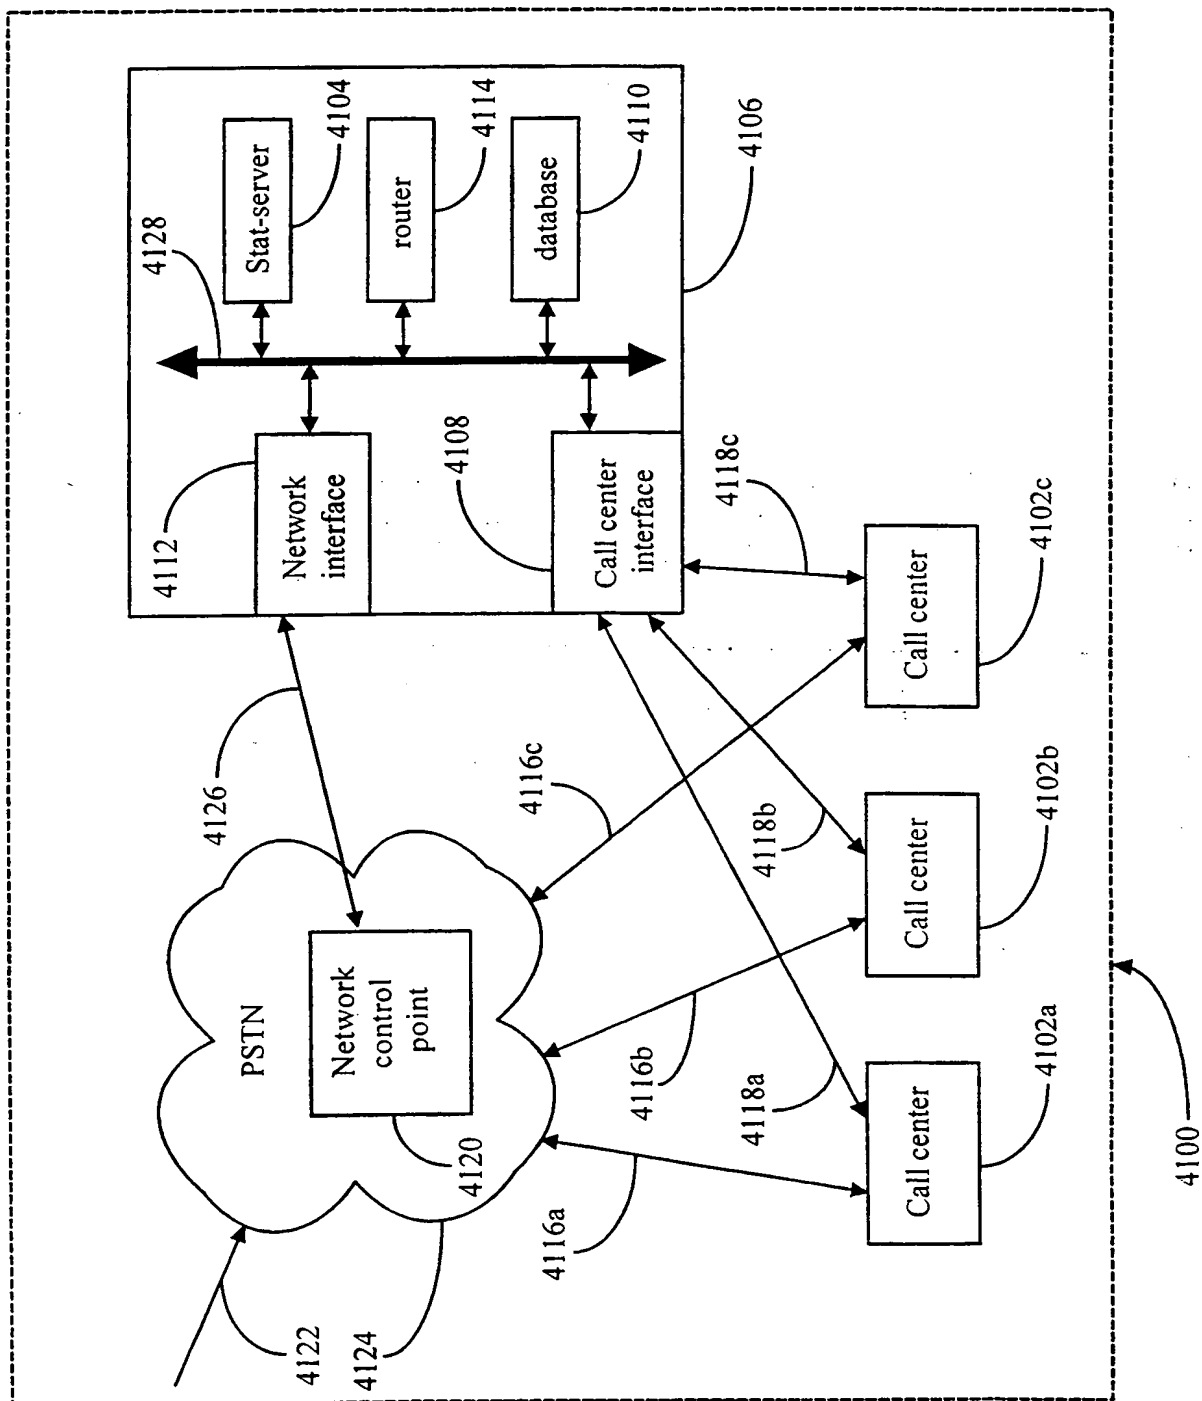 4122
4124
PSTN
Network
control
point
4120
4126
4112
Network
interface
4128
Stat-server
4104
router
4114
database
4110
4106
4108
Call center
interface
4116a
4116b
4116c
4118a
4118b
4118c
Call center
4102a
Call center
4102b
Call center
4102c
4100